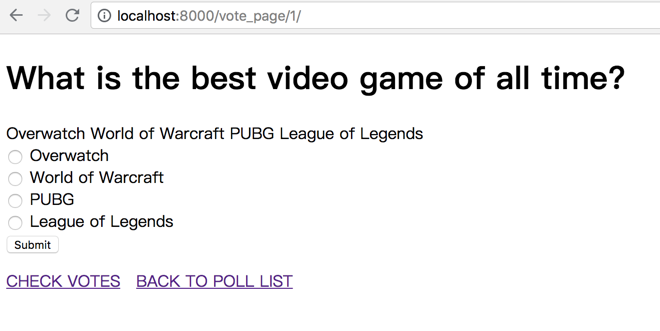 localhost:8000/vote_page/1/
What is the best video game of all time?
Overwatch World of Warcraft PUBG League of Legends
Overwatch
World of Warcraft
PUBG
League of Legends
Submit
CHECK VOTES BACK TO POLL LIST